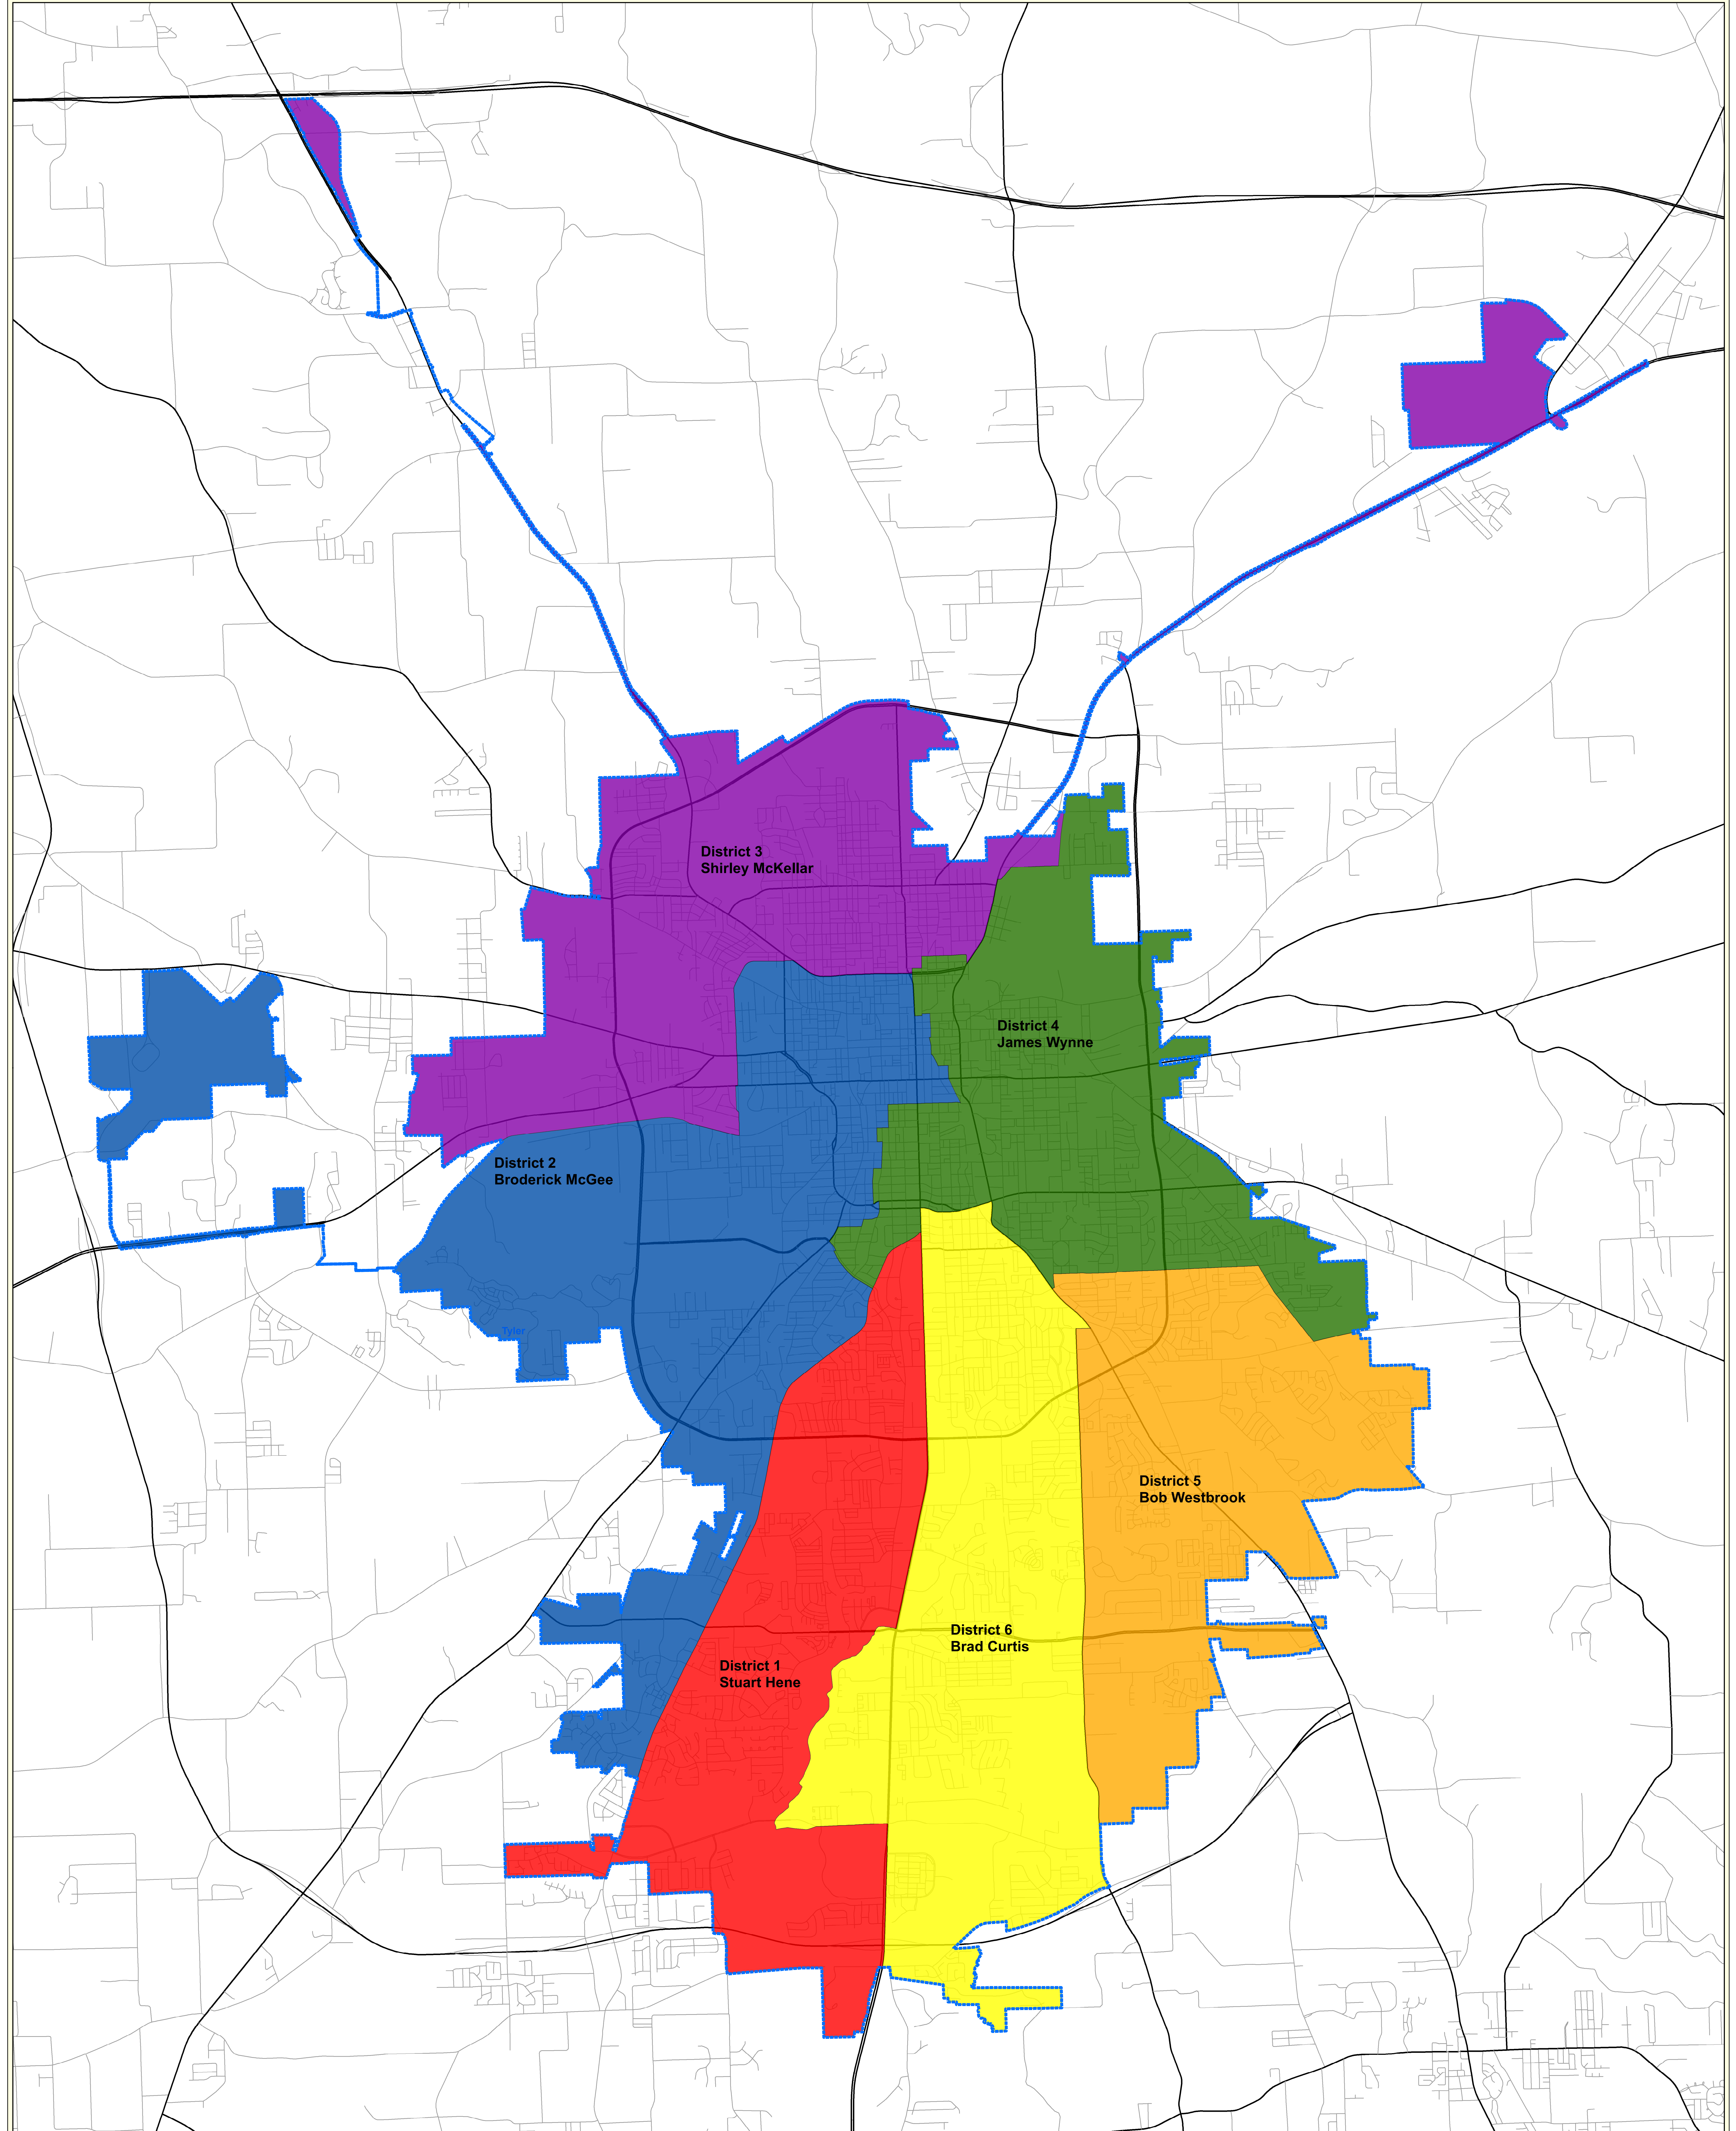 District 3
Shirley McKellar
District 4
James Wynne
District 2
Broderick McGee
Tyler
District 5
Bob Westbrook
District 6
Brad Curtis
District 1
Stuart Hene